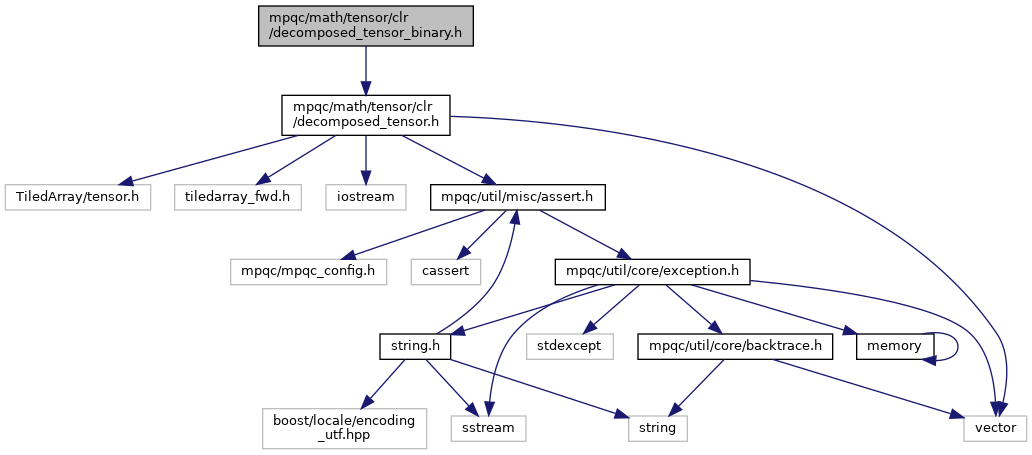 mpqc/math/tensor/clr
/decomposed_tensor_binary.h
mpqc/math/tensor/clr
/decomposed_tensor.h
TiledArray/tensor.h
tiledarray_fwd.h
iostream
mpqc/util/misc/assert.h
mpqc/mpqc_config.h
cassert
mpqc/util/core/exception.h
string.h
stdexcept
mpqc/util/core/backtrace.h
memory
boost/locale/encoding
_utf.hpp
sstream
string
vector